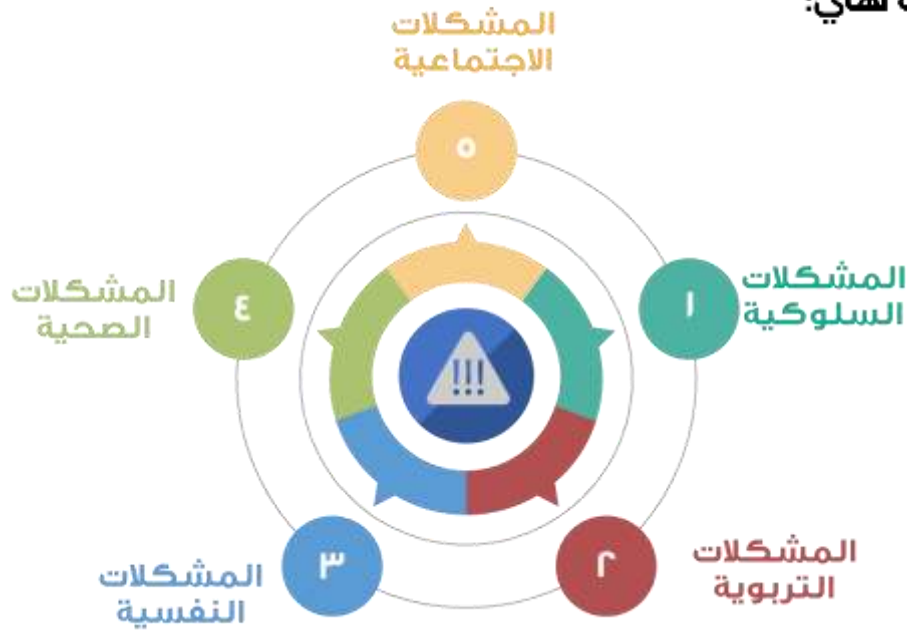 المشكلات
الاجتماعية
٥
١
المشكلات
السلوكية
٢
المشكلات
التربوية
٣
المشكلات
النفسية
٤
المشكلات
الصحية
!!!